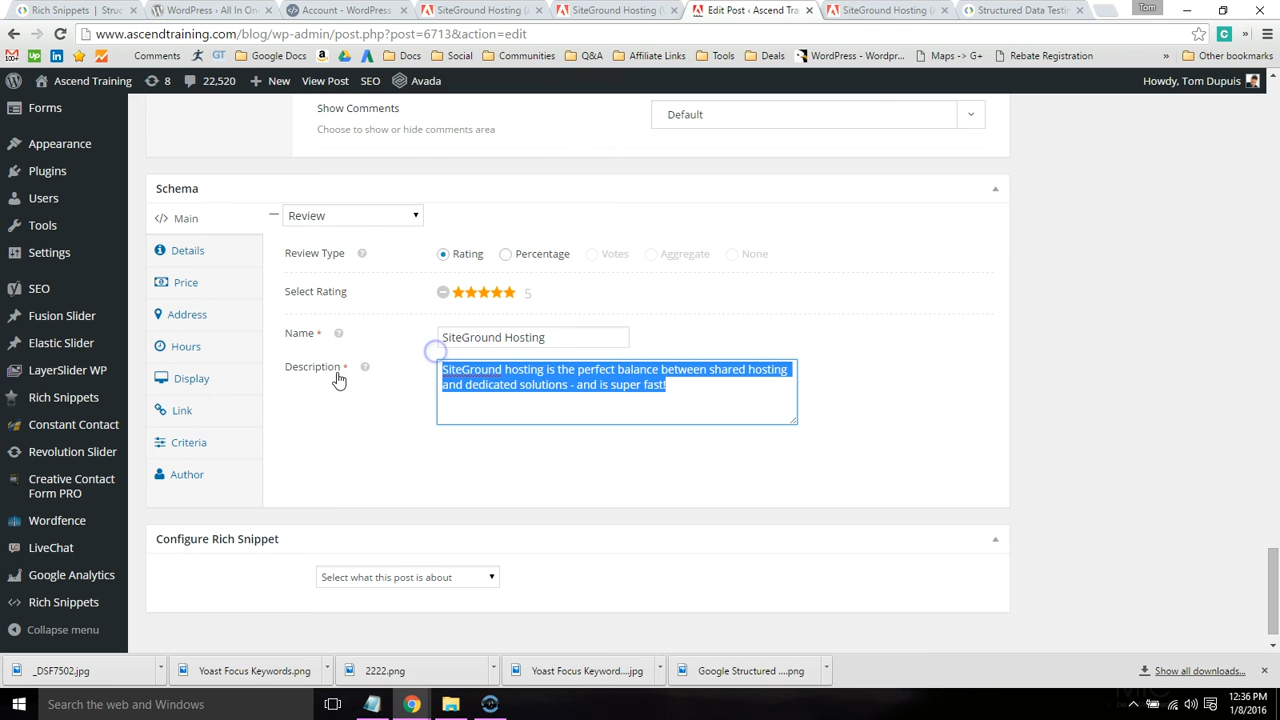 Rich Snippets | Struc
WordPress › All In One
Account - WordPress
SiteGround Hosting (A
SiteGround Hosting (W
Edit Post ‹ Ascend Tra
SiteGround Hosting (A
Structured Data Testin
Tom
www.ascendtraining.com/blog/wp-admin/post.php?post=6713&action=edit
Comments
GT
Google Docs
Docs
Social
Communities
Q&A
Affiliate Links
Tools
Deals
WordPress - Wordpr...
Maps -> G+
Rebate Registration
Other bookmarks
Ascend Training
8
22,520
New
View Post
SEO
Avada
Howdy, Tom Dupuis
Forms
Appearance
Plugins
Users
Tools
Settings
SEO
Fusion Slider
Elastic Slider
LayerSlider WP
Rich Snippets
Constant Contact
Revolution Slider
Creative Contact
Form PRO
Wordfence
LiveChat
Google Analytics
Rich Snippets
Collapse menu
Show Comments
Default
Choose to show or hide comments area
Schema
Main
Details
Price
Address
Hours
Display
Link
Criteria
Author
Review
Review Type
Rating
Percentage
Votes
Aggregate
None
Select Rating
5
Name *
SiteGround Hosting
Description *
SiteGround hosting is the perfect balance between shared hosting
and dedicated solutions - and is super fast!
Configure Rich Snippet
Select what this post is about
_DSF7502.jpg
Yoast Focus Keywords.png
2222.png
Yoast Focus Keyword....jpg
Google Structured ....png
Show all downloads...
Search the web and Windows
12:36 PM
1/8/2016